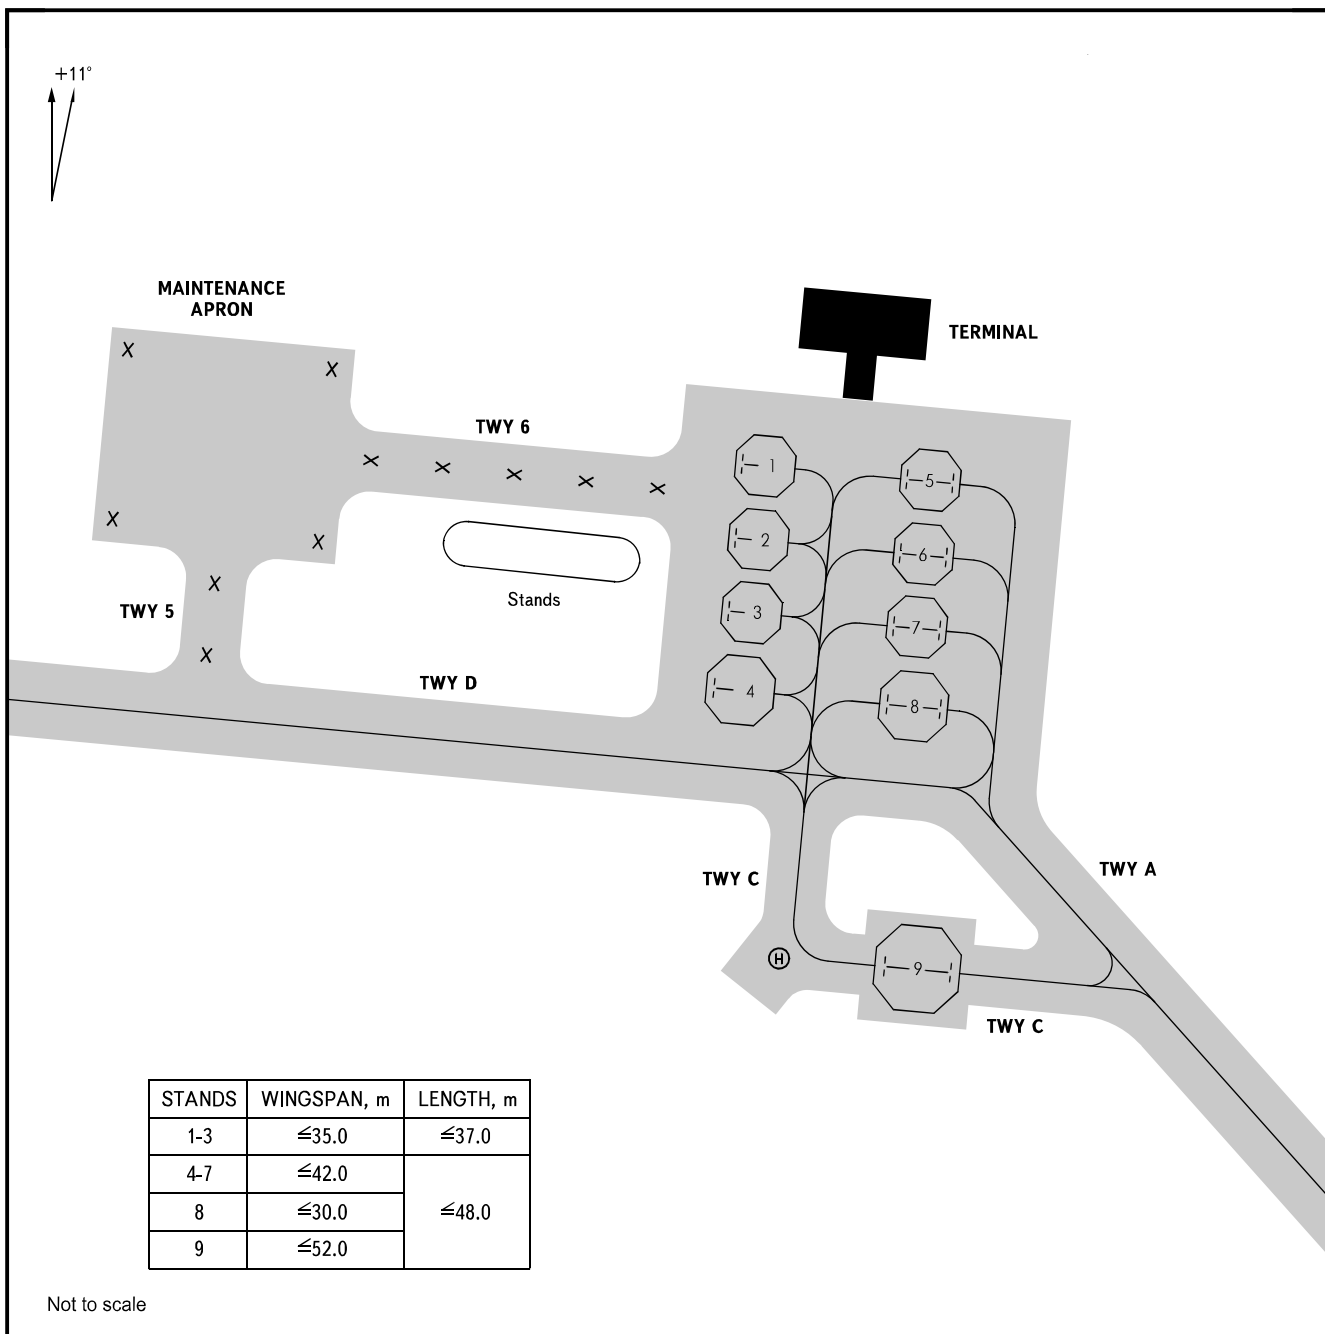 +11°
MAINTENANCE
APRON
TERMINAL
X
X
TWY 6
X
X
X
X
X
1
5
X
X
2
6
Stands
X
TWY 5
3
7
X
TWY D
4
8
TWY C
TWY A
H
9
TWY C
STANDS WINGSPAN, m LENGTH, m
1-3 ≦35.0 ≦37.0
4-7 ≦42.0
8 ≦30.0 ≦48.0
9 ≦52.0
Not to scale